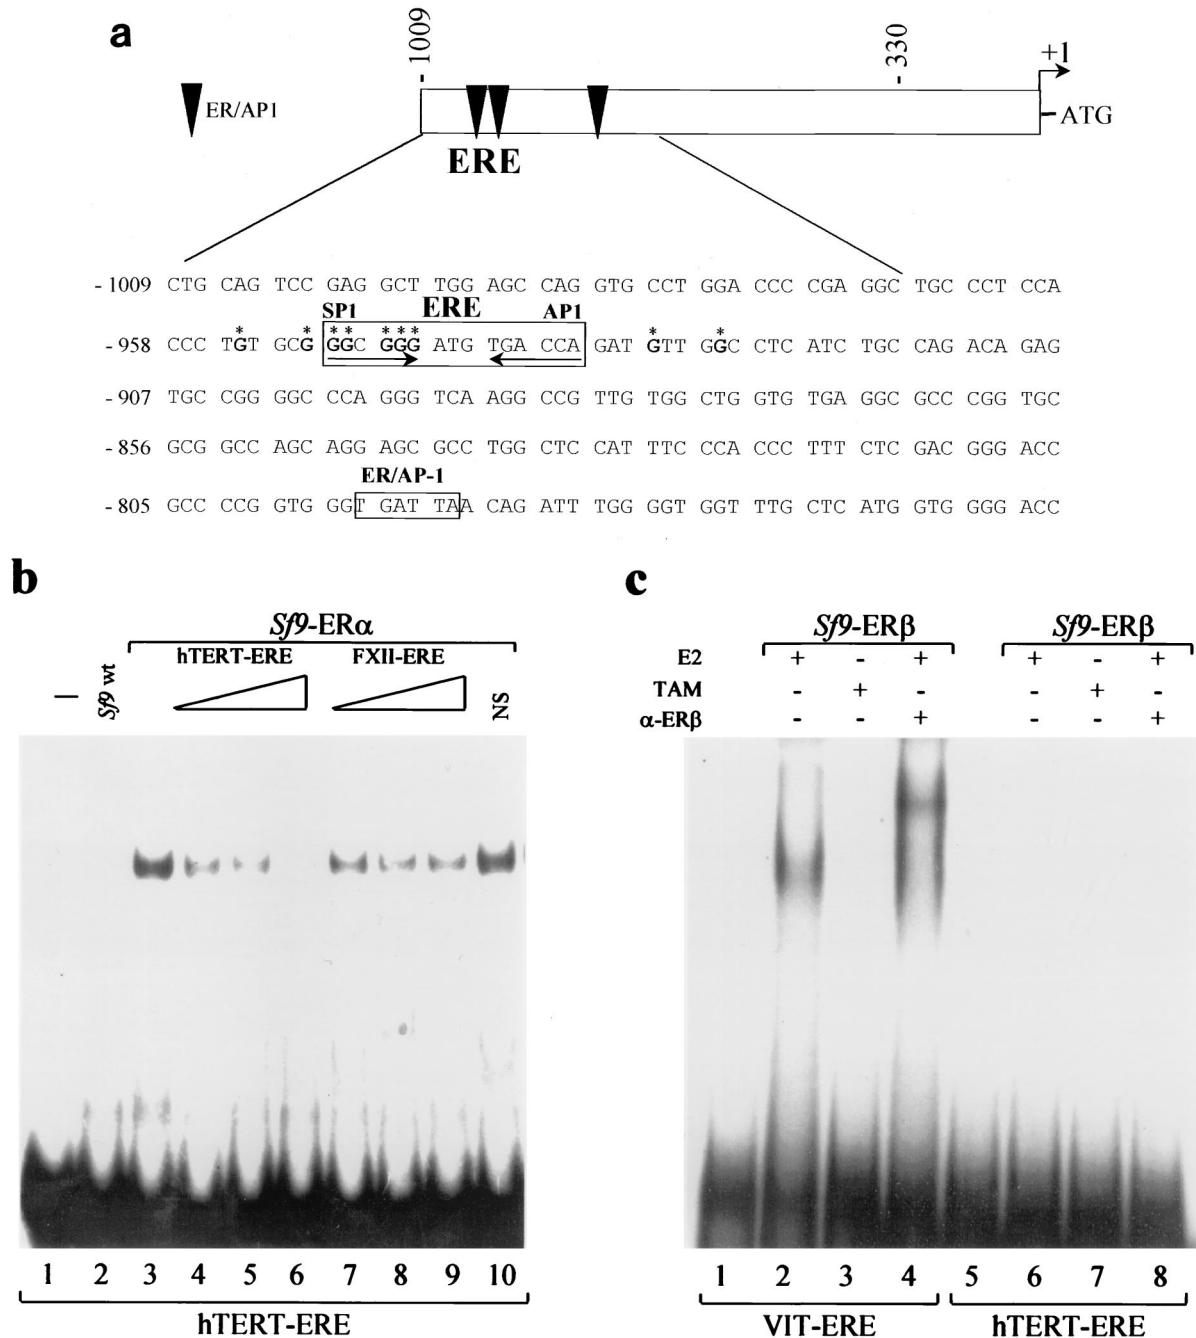 a
1009
330
+1
ER/AP1
ATG
ERE
- 1009 CTG CAG TCC GAG GCT TGG AGC CAG GTG CCT GGA CCC CGA GGC TGC CCT CCA
SP1 ERE AP1
* * ** *** * *
- 958 CCC TGT GCG GGC GGG ATG TGA CCA GAT GTT GGC CTC ATC TGC CAG ACA GAG
- 907 TGC CGG GGC CCA GGG TCA AGG CCG TTG TGG CTG GTG TGA GGC GCC CGG TGC
- 856 GCG GCC AGC AGG AGC GCC TGG CTC CAT TTC CCA CCC TTT CTC GAC GGG ACC
ER/AP-1
- 805 GCC CCG GTG GGT GAT TAA CAG ATT TGG GGT GGT TTG CTC ATG GTG GGG ACC
b
Sf9-ERα
hTERT-ERE FXII-ERE
– Sf9 wt NS
1 2 3 4 5 6 7 8 9 10
hTERT-ERE
c
Sf9-ERβ Sf9-ERβ
E2 + - + + - +
TAM - + - - + -
α-ERβ - - + - - +
1 2 3 4 5 6 7 8
VIT-ERE hTERT-ERE